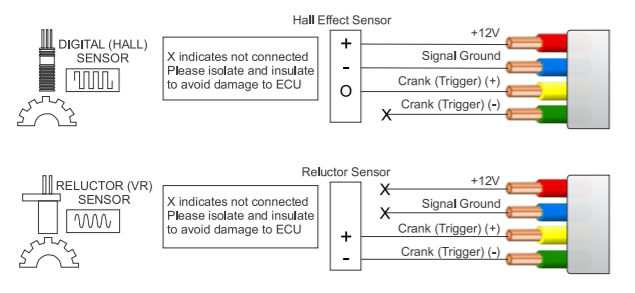 Hall Effect Sensor
DIGITAL (HALL)
SENSOR
X indicates not connected
Please isolate and insulate
to avoid damage to ECU
+
-
O
+12V
Signal Ground
Crank (Trigger) (+)
Crank (Trigger) (-)
X
Reluctor Sensor
RELUCTOR (VR)
SENSOR
X indicates not connected
Please isolate and insulate
to avoid damage to ECU
X
+12V
X
Signal Ground
+
Crank (Trigger) (+)
-
Crank (Trigger) (-)